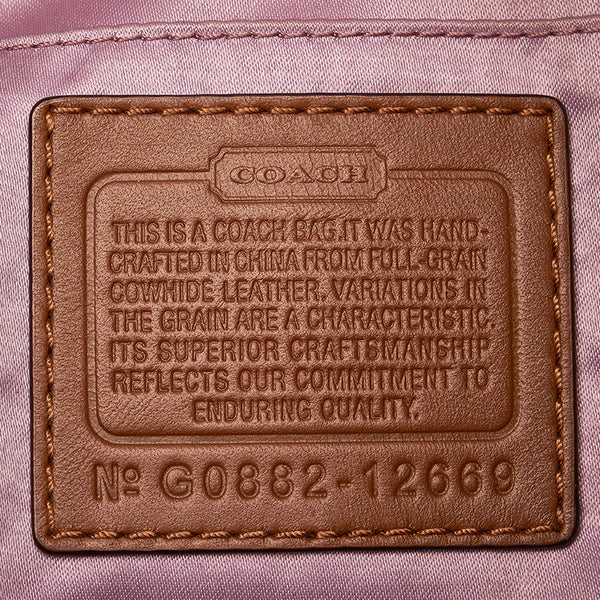 COACH
THIS IS A COACH BAG.IT WAS HAND-
CRAFTED IN CHINA FROM FULL-GRAIN
COWHIDE LEATHER. VARIATIONS IN
THE GRAIN ARE A CHARACTERISTIC.
ITS SUPERIOR CRAFTSMANSHIP
REFLECTS OUR COMMITMENT TO
ENDURING QUALITY.
Nº G0882-12669